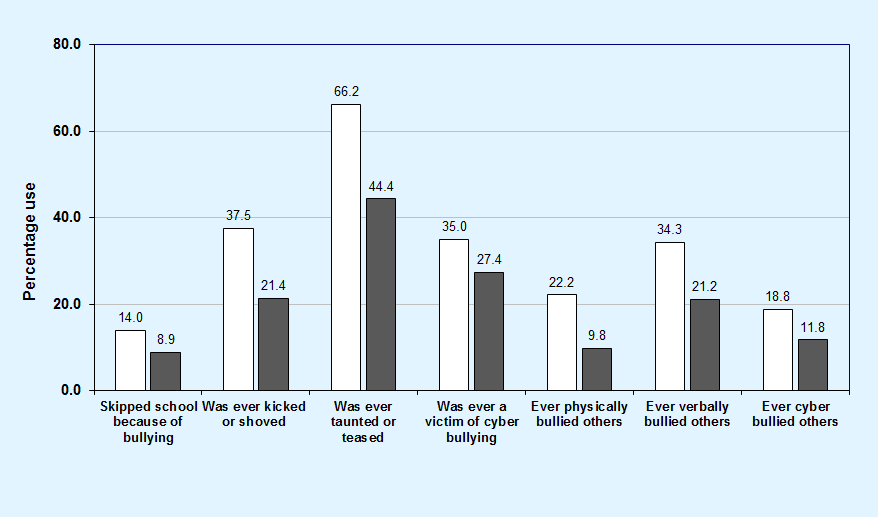 80.0
66.2
60.0
44.4
Percentage use
40.0
37.5
35.0
34.3
27.4
22.2
21.4
21.2
20.0
18.8
14.0
11.8
9.8
8.9
0.0
Skipped school
because of
bullying
Was ever kicked
or shoved
Was ever
taunted or
teased
Was ever a
victim of cyber
bullying
Ever physically
bullied others
Ever verbally
bullied others
Ever cyber
bullied others